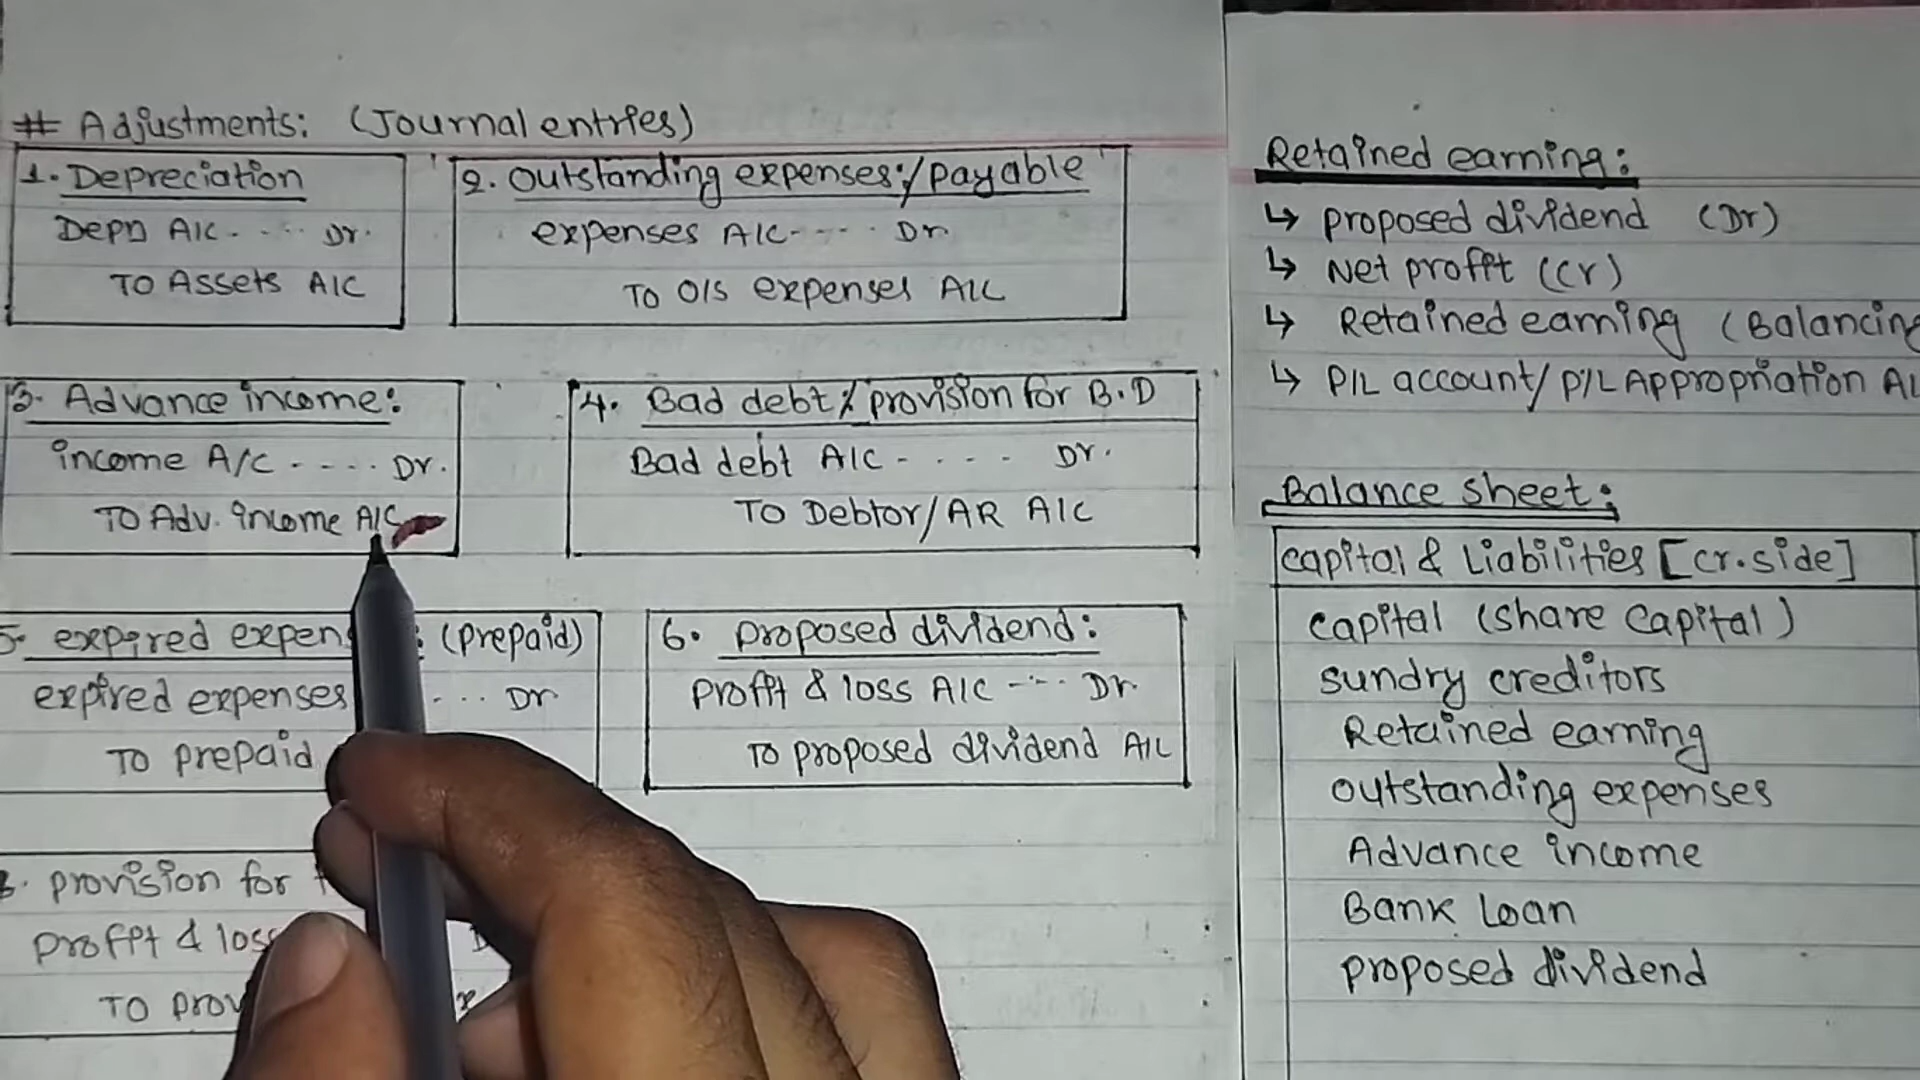 # Adjustments: (Journal entries)
1. Depreciation
Depn A/C - ... Dr.
To Assets A/C
2. Outstanding expenses:/payable
expenses A/C ---- Dr.
To O/S expenses A/C
3. Advance income:
income A/C ---- Dr.
To Adv. income A/C
4. Bad debt / provision for B.D
Bad debt A/C - - - - Dr.
To Debtor/AR A/C
5. expired expen : (prepaid)
expired expenses ... Dr
To prepaid
6. proposed dividend:
profit & loss A/C --- Dr.
To proposed dividend A/C
provision for
profit & loss
To prov
Retained earning:
↳ proposed dividend (Dr)
↳ Net profit (Cr)
↳ Retained earning (Balancing
↳ P/L account/ P/L Appropriation A/
Balance sheet:
capital & Liabilities [cr.side]
capital (share capital)
sundry creditors
Retained earning
outstanding expenses
Advance income
Bank Loan
proposed dividend